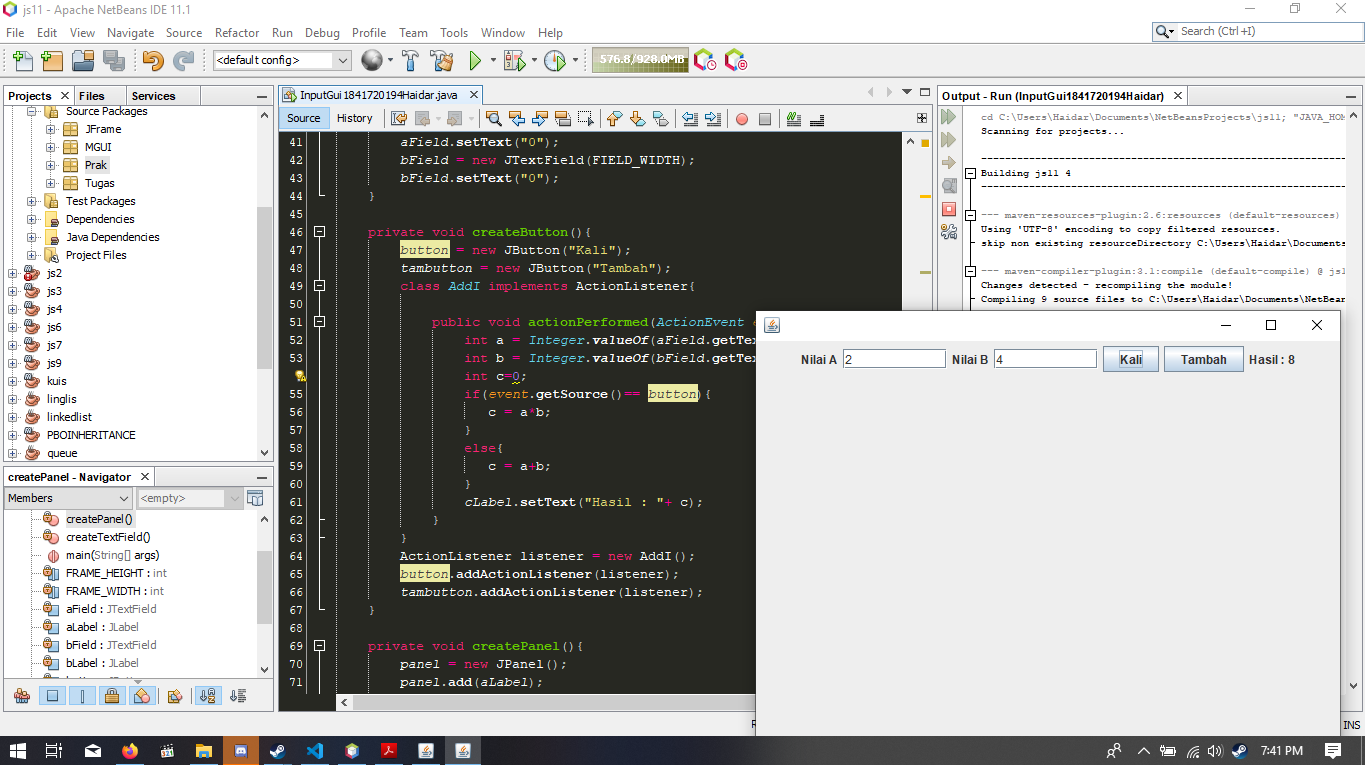 js11 - Apache NetBeans IDE 11.1
File Edit View Navigate Source Refactor Run Debug Profile Team Tools Window Help
Search (Ctrl+I)
<default config>
576.8/928.0MB
Projects Files Services
Source Packages
JFrame
MGUI
Prak
Tugas
Test Packages
Dependencies
Java Dependencies
Project Files
js2
js3
js4
js6
js7
js9
kuis
linglis
linkedlist
PBOINHERITANCE
queue
createPanel - Navigator
Members <empty>
createPanel()
createTextField()
main(String[] args)
FRAME_HEIGHT : int
FRAME_WIDTH : int
aField : JTextField
aLabel : JLabel
bField : JTextField
bLabel : JLabel
InputGui1841720194Haidar.java
Source History
41 aField.setText("0");
42 bField = new JTextField(FIELD_WIDTH);
43 bField.setText("0");
44 }
45
46 private void createButton(){
47 button = new JButton("Kali");
48 tambutton = new JButton("Tambah");
49 class AddI implements ActionListener{
50
51 public void actionPerformed(ActionEvent
52 int a = Integer.valueOf(aField.getTex
53 int b = Integer.valueOf(bField.getTex
int c=0;
55 if(event.getSource()== button){
56 c = a*b;
57 }
58 else{
59 c = a+b;
60 }
61 cLabel.setText("Hasil : "+ c);
62 }
63 }
64 ActionListener listener = new AddI();
65 button.addActionListener(listener);
66 tambutton.addActionListener(listener);
67 }
68
69 private void createPanel(){
70 panel = new JPanel();
71 panel.add(aLabel);
Output - Run (InputGui1841720194Haidar)
cd C:\Users\Haidar\Documents\NetBeansProjects\js11; "JAVA_HOM
Scanning for projects...
Building js11 4
--- maven-resources-plugin:2.6:resources (default-resources)
Using 'UTF-8' encoding to copy filtered resources.
skip non existing resourceDirectory C:\Users\Haidar\Documents
--- maven-compiler-plugin:3.1:compile (default-compile) @ js1
Changes detected - recompiling the module!
Compiling 9 source files to C:\Users\Haidar\Documents\NetBean
Nilai A 2 Nilai B 4 Kali Tambah Hasil : 8
INS
7:41 PM